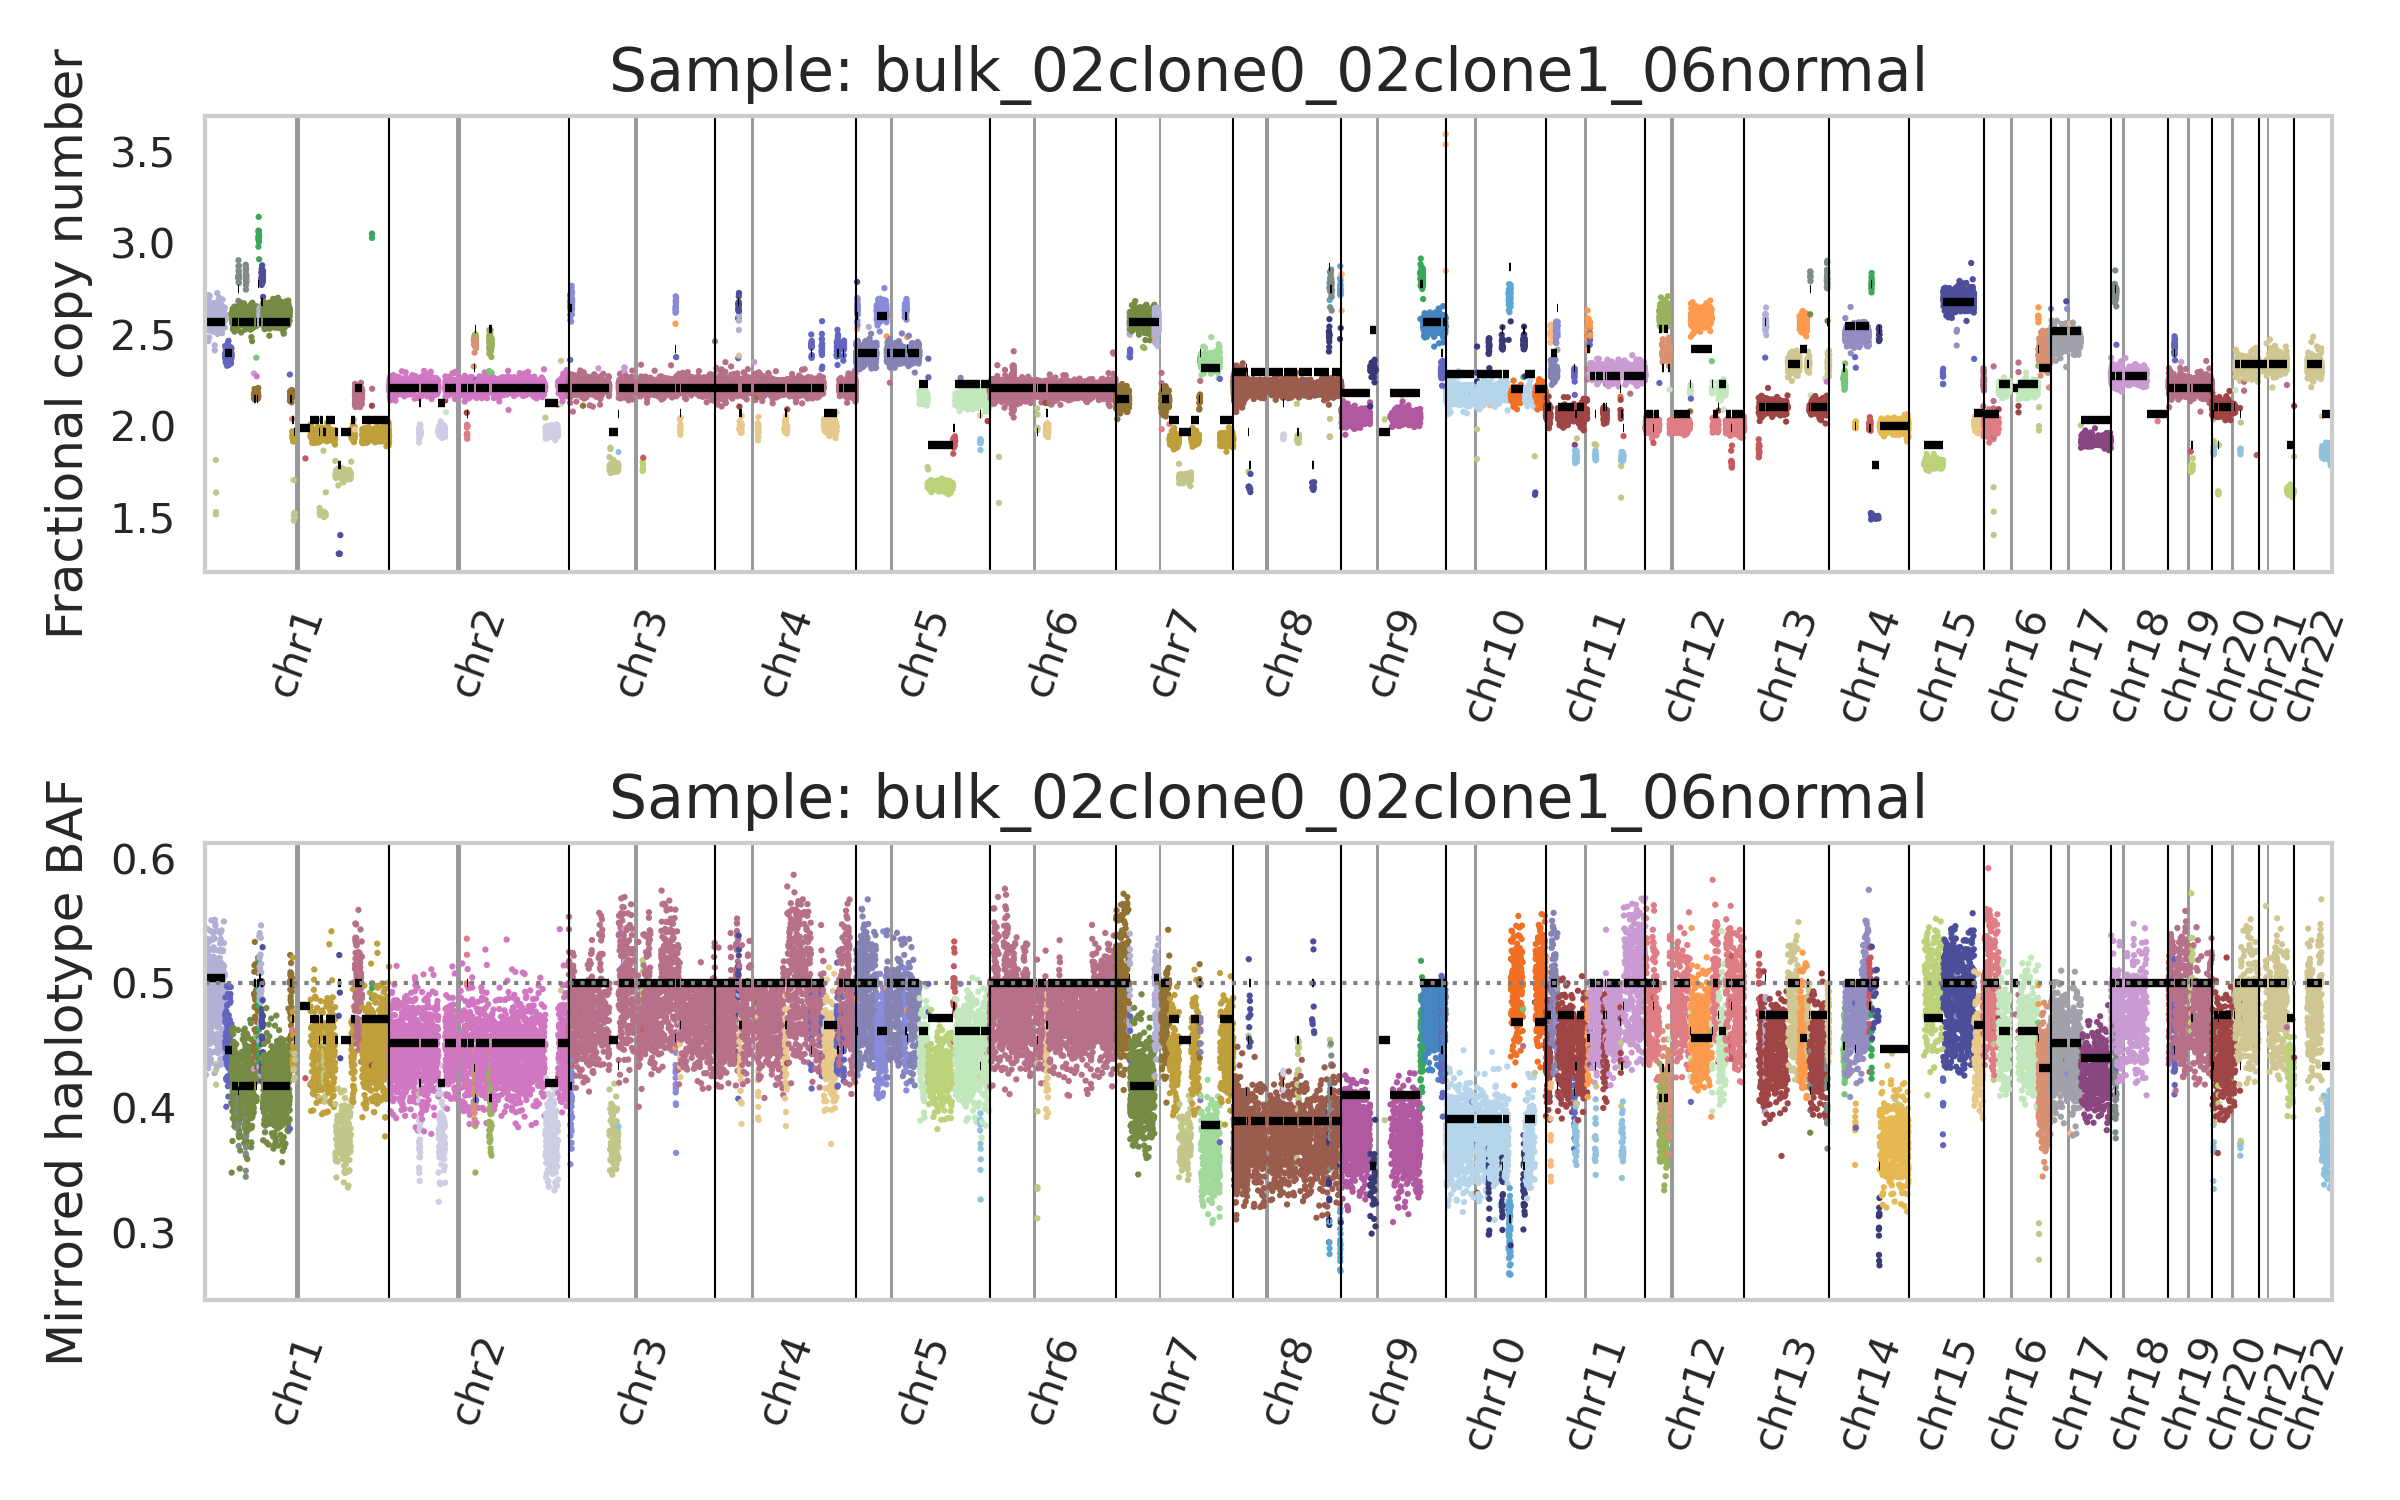 Sample: bulk_02clone0_02clone1_06normal
Fractional copy number
3.5
3.0
2.5
2.0
1.5
chr1 chr2 chr3 chr4 chr5 chr6 chr7 chr8 chr9 chr10 chr11 chr12 chr13 chr14 chr15 chr16 chr17 chr18 chr19 chr20 chr21 chr22
Sample: bulk_02clone0_02clone1_06normal
Mirrored haplotype BAF
0.6
0.5
0.4
0.3
chr1 chr2 chr3 chr4 chr5 chr6 chr7 chr8 chr9 chr10 chr11 chr12 chr13 chr14 chr15 chr16 chr17 chr18 chr19 chr20 chr21 chr22